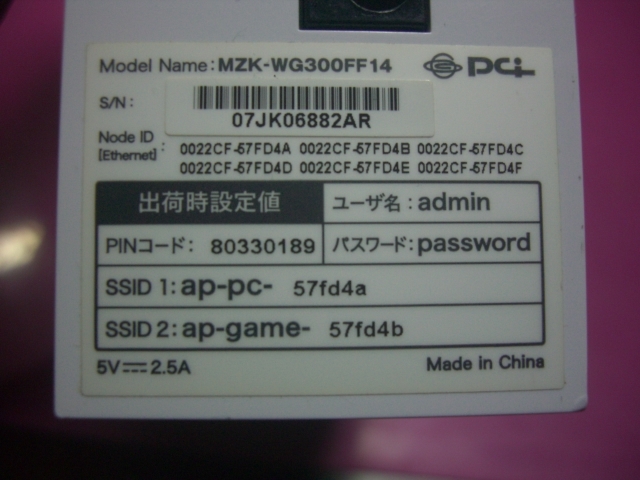 Model Name: MZK-WG300FF14 PCi
S/N: 07JK06882AR
Node ID [Ethernet] : 0022CF-57FD4A 0022CF-57FD4B 0022CF-57FD4C
0022CF-57FD4D 0022CF-57FD4E 0022CF-57FD4F
出荷時設定値 ユーザ名 : admin
PINコード: 80330189 パスワード: password
SSID 1: ap-pc- 57fd4a
SSID 2: ap-game- 57fd4b
5V⎓2.5A Made in China